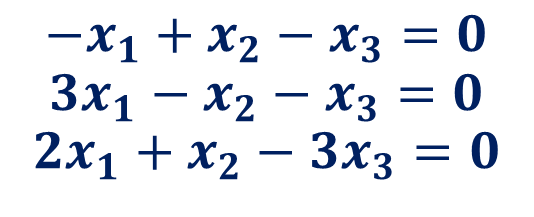 −x₁ + x₂ − x₃ = 0
3x₁ − x₂ − x₃ = 0
2x₁ + x₂ − 3x₃ = 0